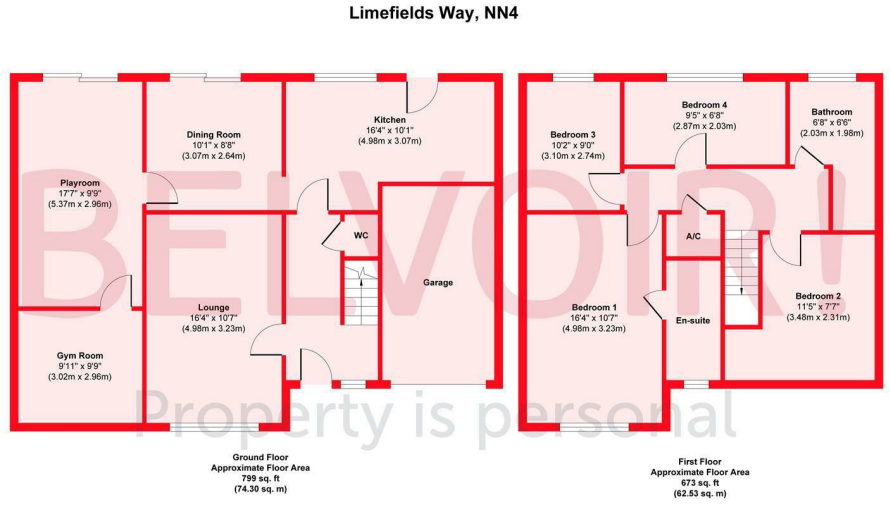 Limefields Way, NN4
Playroom
17'7" x 9'9"
(5.37m x 2.96m)
Dining Room
10'1" x 8'8"
(3.07m x 2.64m)
Kitchen
16'4" x 10'1"
(4.98m x 3.07m)
WC
Garage
Lounge
16'4" x 10'7"
(4.98m x 3.23m)
Gym Room
9'11" x 9'9"
(3.02m x 2.96m)
Ground Floor
Approximate Floor Area
799 sq. ft
(74.30 sq. m)
Bedroom 3
10'2" x 9'0"
(3.10m x 2.74m)
Bedroom 4
9'5" x 6'8"
(2.87m x 2.03m)
Bathroom
6'8" x 6'6"
(2.03m x 1.98m)
A/C
Bedroom 1
16'4" x 10'7"
(4.98m x 3.23m)
En-suite
Bedroom 2
11'5" x 7'7"
(3.48m x 2.31m)
First Floor
Approximate Floor Area
673 sq. ft
(62.53 sq. m)
BELVOIR!
Property is personal